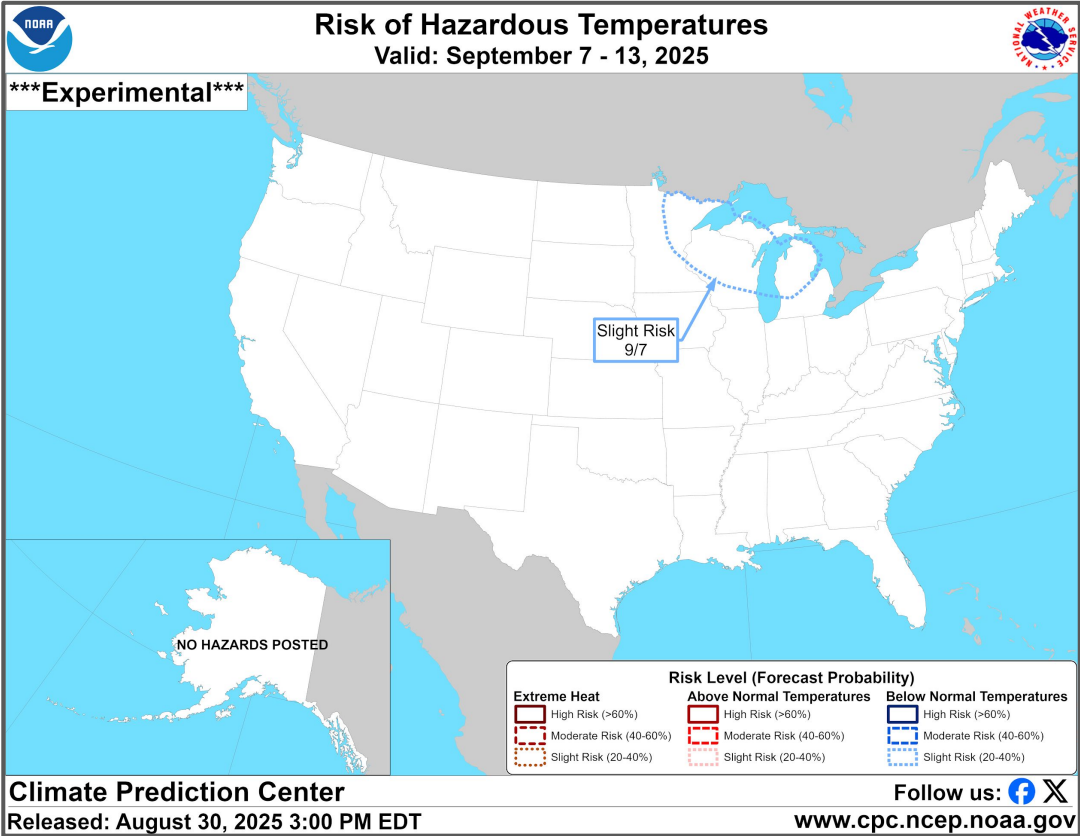 NOAA
Risk of Hazardous Temperatures
Valid: September 7 - 13, 2025
NATIONAL WEATHER SERVICE
***Experimental***
Slight Risk
9/7
NO HAZARDS POSTED
Risk Level (Forecast Probability)
Extreme Heat
High Risk (>60%)
Moderate Risk (40-60%)
Slight Risk (20-40%)
Above Normal Temperatures
High Risk (>60%)
Moderate Risk (40-60%)
Slight Risk (20-40%)
Below Normal Temperatures
High Risk (>60%)
Moderate Risk (40-60%)
Slight Risk (20-40%)
Climate Prediction Center
Follow us:
Released: August 30, 2025 3:00 PM EDT
www.cpc.ncep.noaa.gov